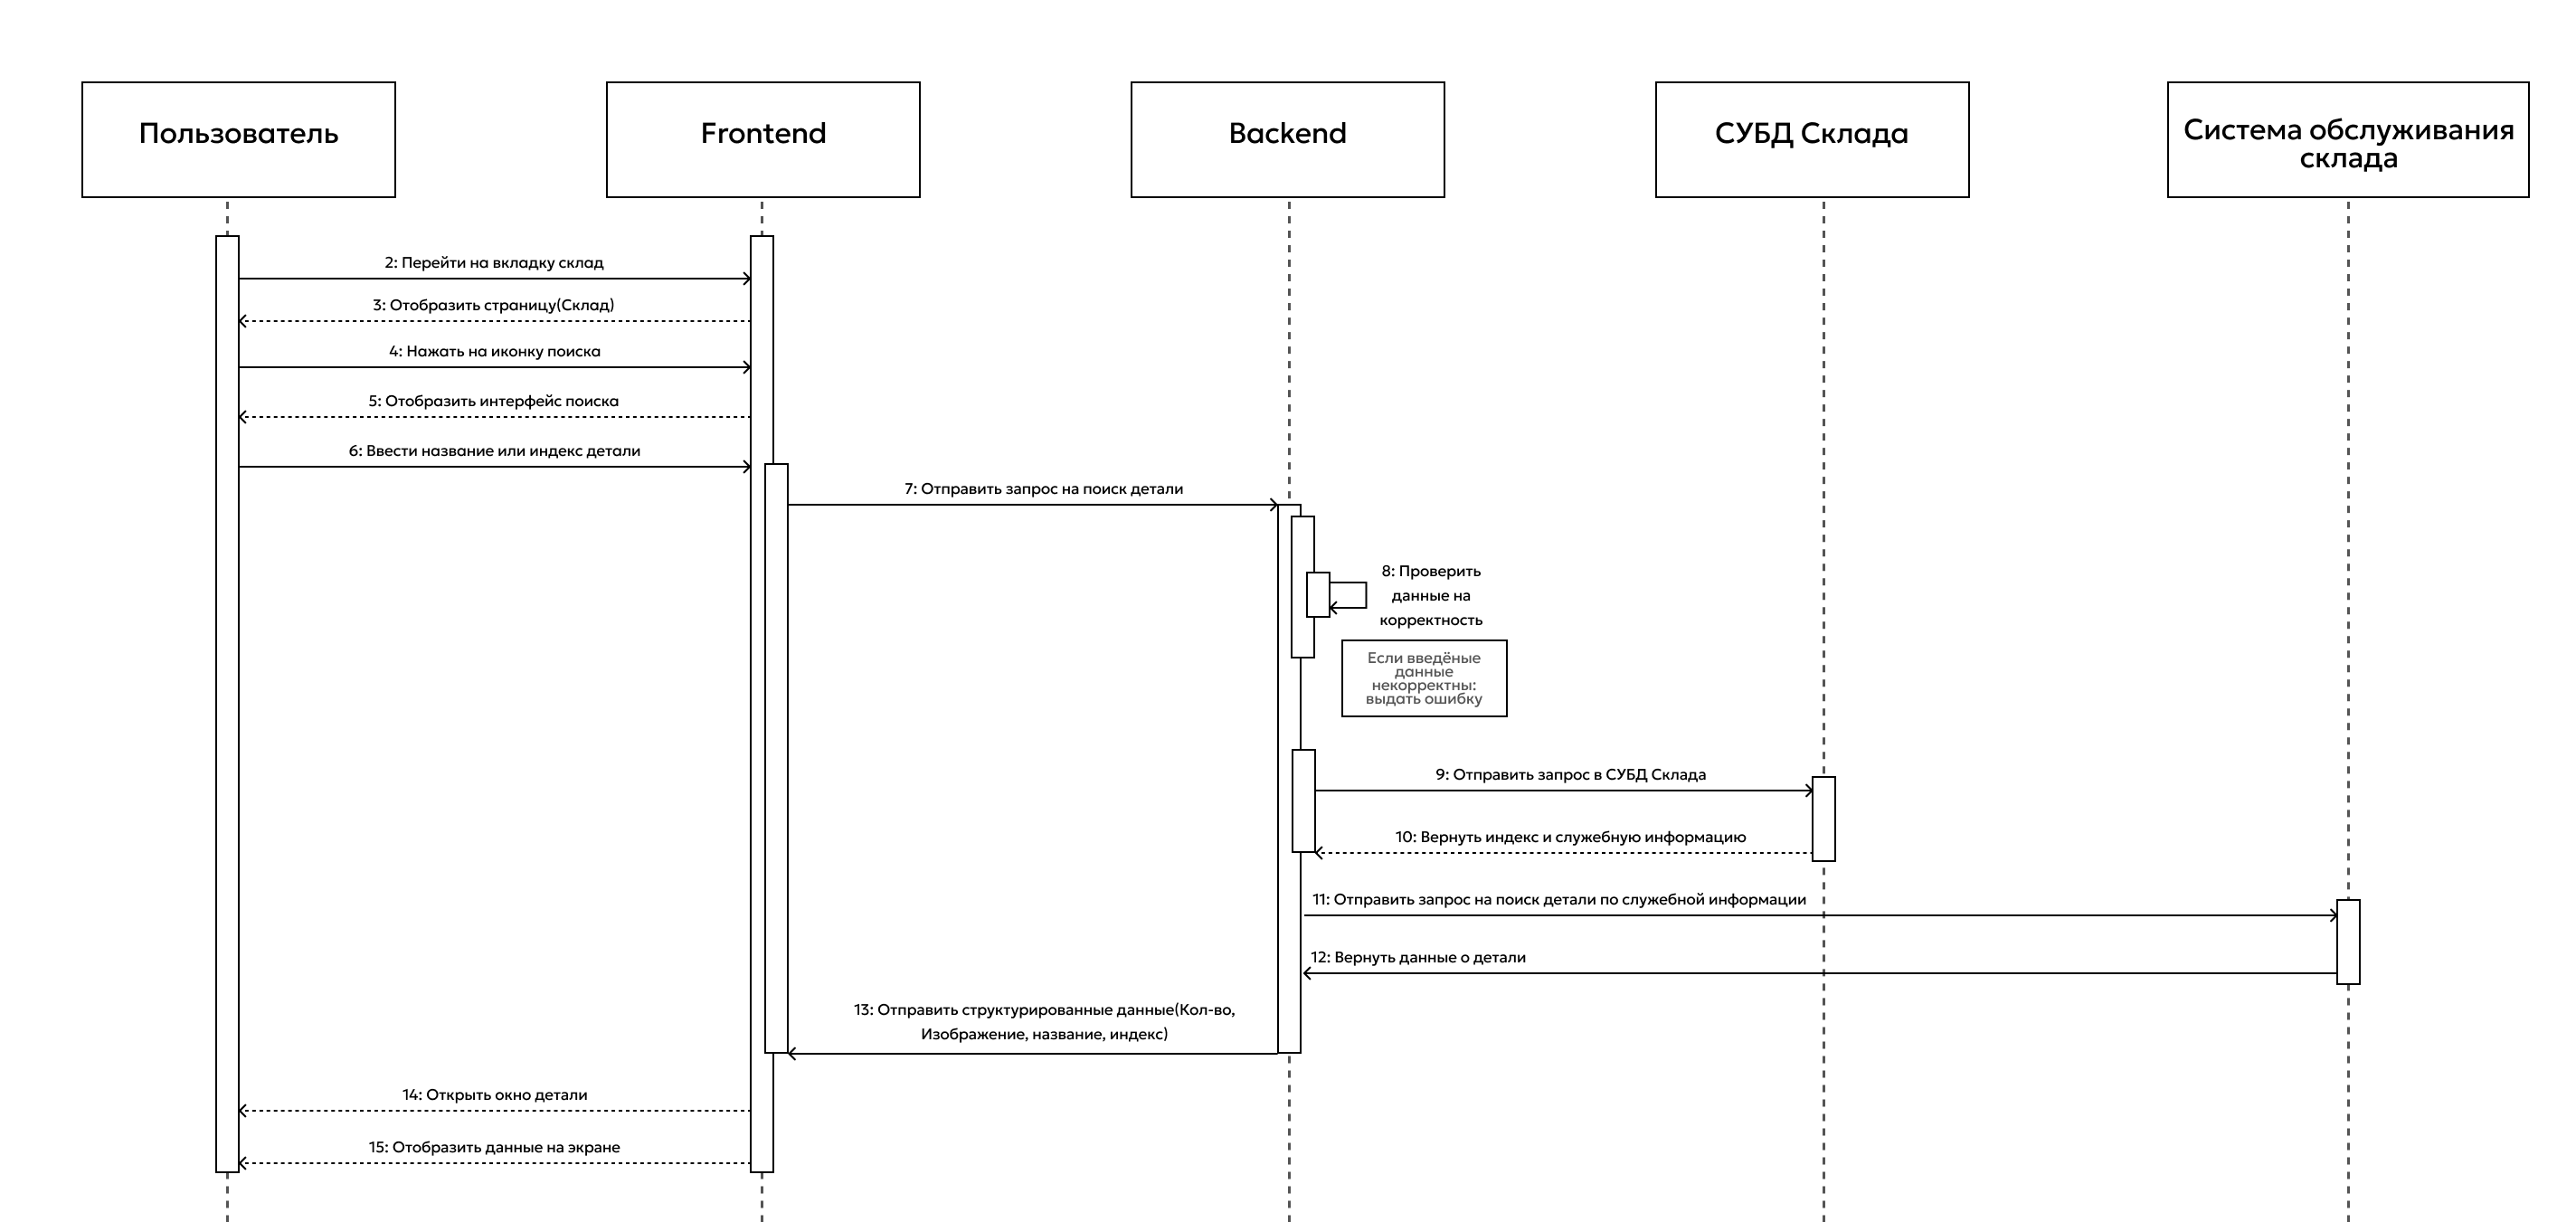 Пользователь
Frontend
Backend
СУБД Склада
Система обслуживания
склада
2: Перейти на вкладку склад
3: Отобразить страницу(Склад)
4: Нажать на иконку поиска
5: Отобразить интерфейс поиска
6: Ввести название или индекс детали
7: Отправить запрос на поиск детали
8: Проверить
данные на
корректность
Если введёные
данные
некорректны:
выдать ошибку
9: Отправить запрос в СУБД Склада
10: Вернуть индекс и служебную информацию
11: Отправить запрос на поиск детали по служебной информации
12: Вернуть данные о детали
13: Отправить структурированные данные(Кол-во,
Изображение, название, индекс)
14: Открыть окно детали
15: Отобразить данные на экране